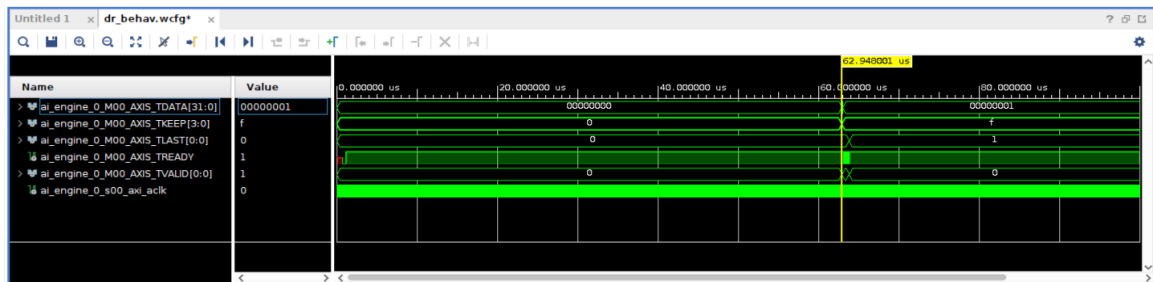 Untitled 1 × dr_behav.wcfg* ×
62.948001 us
Name Value 0.000000 us 20.000000 us 40.000000 us 60.000000 us 80.000000 us
ai_engine_0_M00_AXIS_TDATA[31:0] 00000001 00000000 00000001
ai_engine_0_M00_AXIS_TKEEP[3:0] f 0 f
ai_engine_0_M00_AXIS_TLAST[0:0] 0 0 1
ai_engine_0_M00_AXIS_TREADY 1
ai_engine_0_M00_AXIS_TVALID[0:0] 1 0 0
ai_engine_0_s00_axi_aclk 0